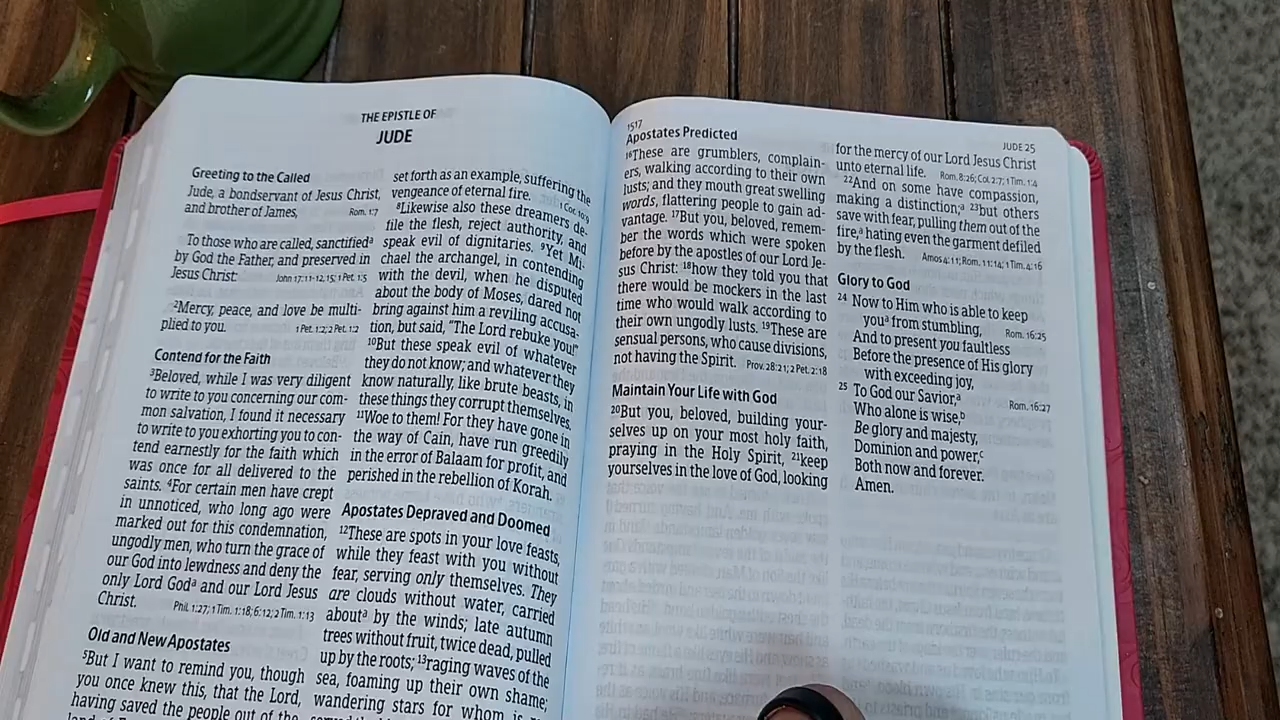 THE EPISTLE OF
JUDE
Greeting to the Called
Jude, a bondservant of Jesus Christ,
and brother of James, Rom. 1:7
To those who are called, sanctifiedª
by God the Father, and preserved in
Jesus Christ: John 17:11-12, 15; 1 Pet. 1:5
²Mercy, peace, and love be multi-
plied to you. 1 Pet. 1:2; 2 Pet. 1:2
Contend for the Faith
³Beloved, while I was very diligent
to write to you concerning our com-
mon salvation, I found it necessary
to write to you exhorting you to con-
tend earnestly for the faith which
was once for all delivered to the
saints. ⁴For certain men have crept
in unnoticed, who long ago were
marked out for this condemnation,
ungodly men, who turn the grace of
our God into lewdness and deny the
only Lord Godª and our Lord Jesus
Christ. Phil. 1:27; 1 Tim. 1:18; 6:12; 2 Tim. 1:13
Old and New Apostates
⁵But I want to remind you, though
you once knew this, that the Lord,
having saved the people out of the
set forth as an example, suffering the
vengeance of eternal fire. 1 Cor. 10:9
⁸Likewise also these dreamers de-
file the flesh, reject authority, and
speak evil of dignitaries. ⁹Yet Mi-
chael the archangel, in contending
with the devil, when he disputed
about the body of Moses, dared not
bring against him a reviling accusa-
tion, but said, "The Lord rebuke you!"
¹⁰But these speak evil of whatever
they do not know; and whatever they
know naturally, like brute beasts, in
these things they corrupt themselves.
¹¹Woe to them! For they have gone in
the way of Cain, have run greedily
in the error of Balaam for profit, and
perished in the rebellion of Korah.
Apostates Depraved and Doomed
¹²These are spots in your love feasts,
while they feast with you without
fear, serving only themselves. They
are clouds without water, carried
aboutª by the winds; late autumn
trees without fruit, twice dead, pulled
up by the roots; ¹³raging waves of the
sea, foaming up their own shame;
wandering stars for whom is
1517
Apostates Predicted
¹⁶These are grumblers, complain-
ers, walking according to their own
lusts; and they mouth great swelling
words, flattering people to gain ad-
vantage. ¹⁷But you, beloved, remem-
ber the words which were spoken
before by the apostles of our Lord Je-
sus Christ: ¹⁸how they told you that
there would be mockers in the last
time who would walk according to
their own ungodly lusts. ¹⁹These are
sensual persons, who cause divisions,
not having the Spirit. Prov. 28:21; 2 Pet. 2:18
Maintain Your Life with God
²⁰But you, beloved, building your-
selves up on your most holy faith,
praying in the Holy Spirit, ²¹keep
yourselves in the love of God, looking
JUDE 25
for the mercy of our Lord Jesus Christ
unto eternal life. Rom. 8:26; Col. 2:7; 1 Tim. 1:4
²²And on some have compassion,
making a distinction;ª ²³but others
save with fear, pulling them out of the
fire,ª hating even the garment defiled
by the flesh. Amos 4:11; Rom. 11:14; 1 Tim. 4:16
Glory to God
24 Now to Him who is able to keep
youª from stumbling, Rom. 16:25
And to present you faultless
Before the presence of His glory
with exceeding joy,
25 To God our Savior,ª Rom. 16:27
Who alone is wise,ᵇ
Be glory and majesty,
Dominion and power,ᶜ
Both now and forever.
Amen.